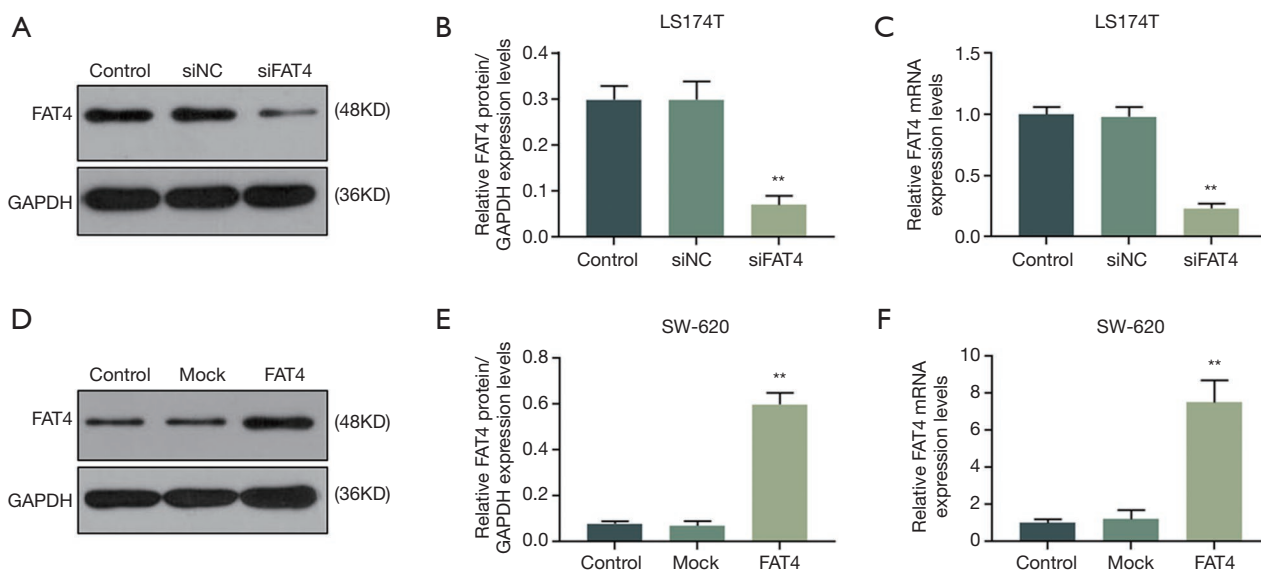 A
Control siNC siFAT4
FAT4 (48KD)
GAPDH (36KD)
B
LS174T
Relative FAT4 protein/
GAPDH expression levels
0.4
0.3
0.2
0.1
0.0
**
Control siNC siFAT4
C
LS174T
Relative FAT4 mRNA
expression levels
1.5
1.0
0.5
0.0
**
Control siNC siFAT4
D
Control Mock FAT4
FAT4 (48KD)
GAPDH (36KD)
E
SW-620
Relative FAT4 protein/
GAPDH expression levels
0.8
0.6
0.4
0.2
0.0
**
Control Mock FAT4
F
SW-620
Relative FAT4 mRNA
expression levels
10
8
6
4
2
0
**
Control Mock FAT4